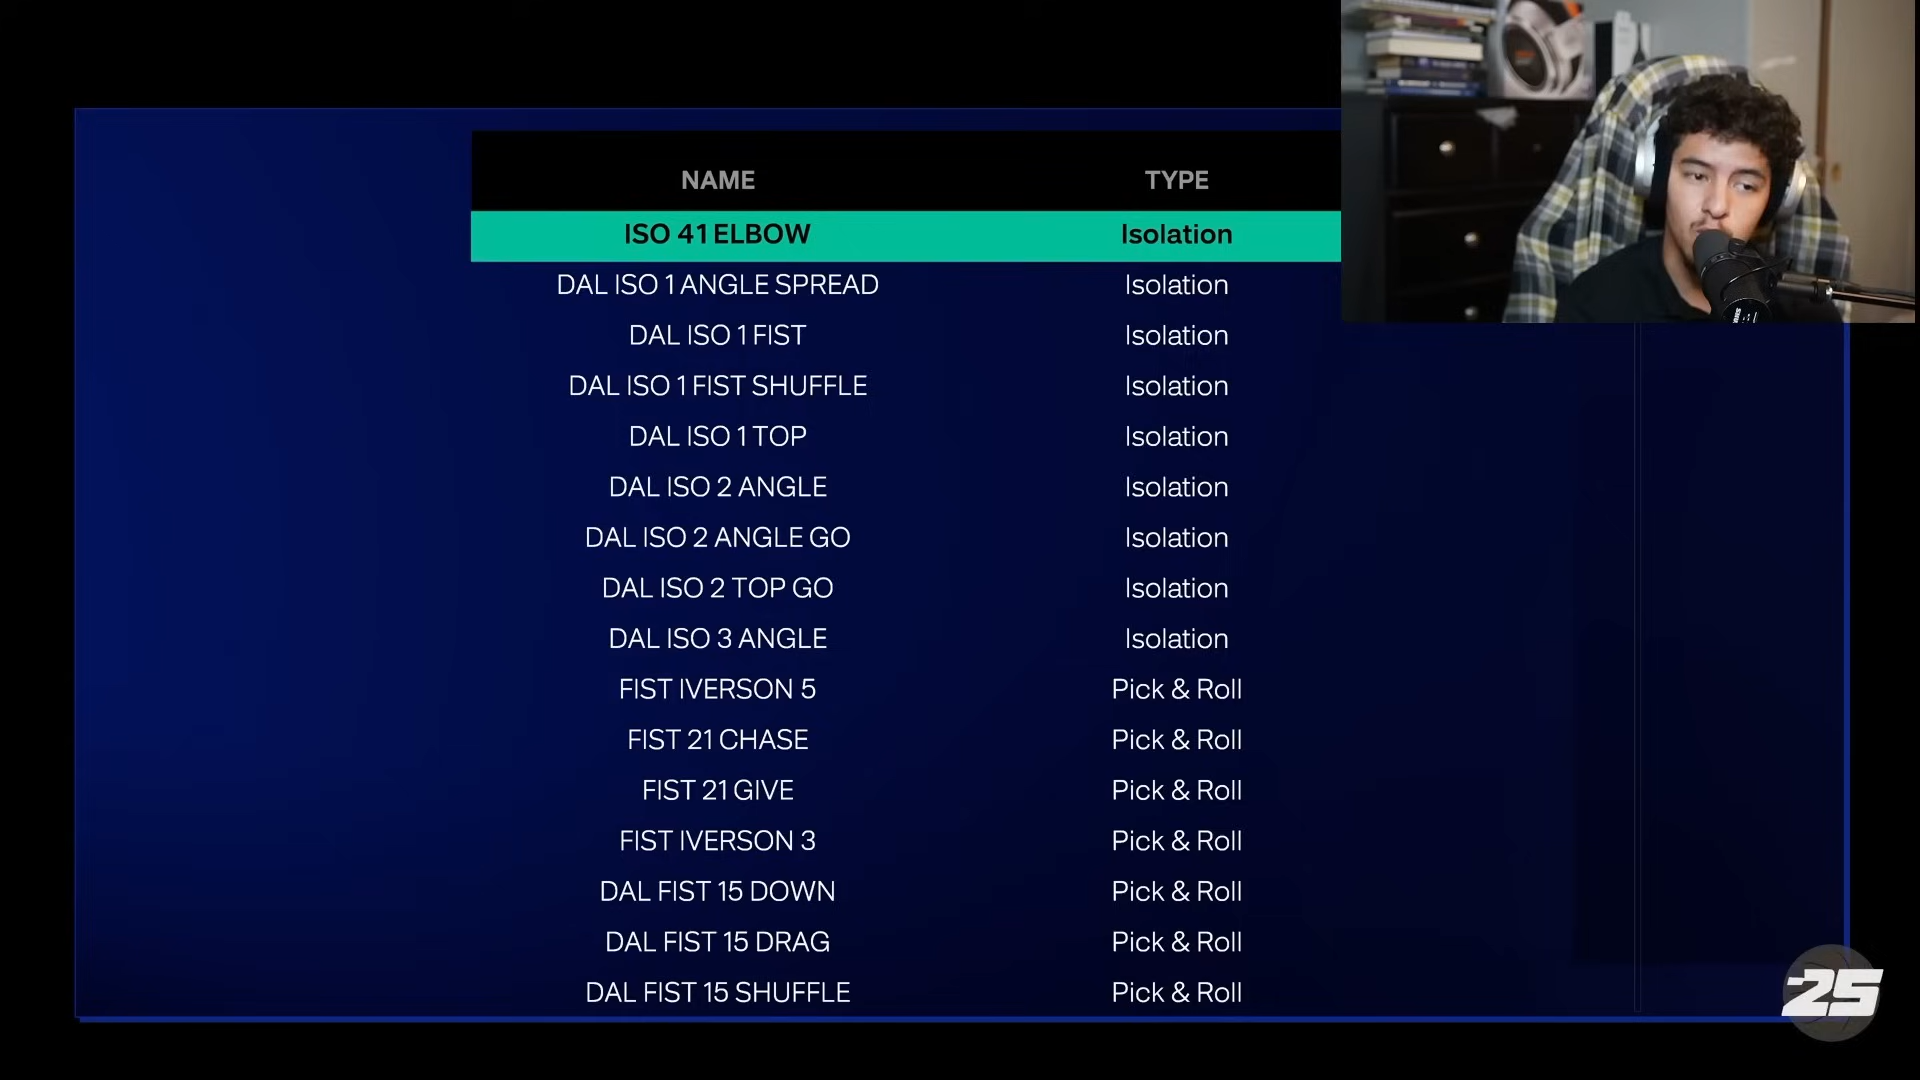 NAME TYPE
ISO 41 ELBOW Isolation
DAL ISO 1 ANGLE SPREAD Isolation
DAL ISO 1 FIST Isolation
DAL ISO 1 FIST SHUFFLE Isolation
DAL ISO 1 TOP Isolation
DAL ISO 2 ANGLE Isolation
DAL ISO 2 ANGLE GO Isolation
DAL ISO 2 TOP GO Isolation
DAL ISO 3 ANGLE Isolation
FIST IVERSON 5 Pick & Roll
FIST 21 CHASE Pick & Roll
FIST 21 GIVE Pick & Roll
FIST IVERSON 3 Pick & Roll
DAL FIST 15 DOWN Pick & Roll
DAL FIST 15 DRAG Pick & Roll
DAL FIST 15 SHUFFLE Pick & Roll
25